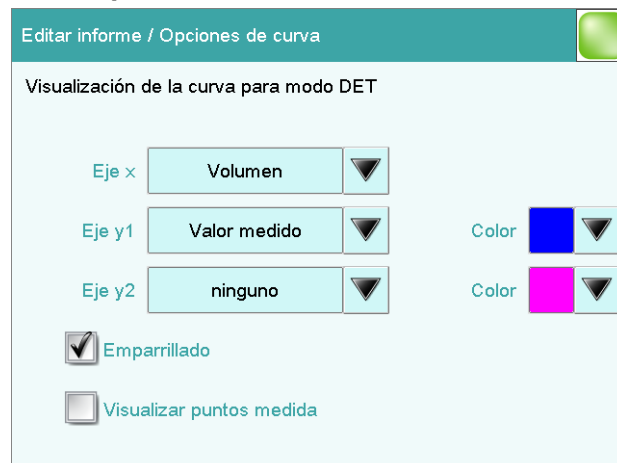 Editar informe / Opciones de curva
Visualización de la curva para modo DET
Eje x Volumen
Eje y1 Valor medido Color
Eje y2 ninguno Color
Emparrillado
Visualizar puntos medida